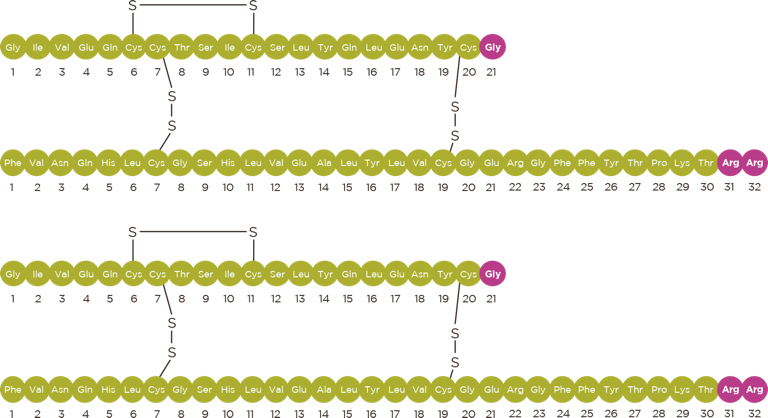 S S
Gly Ile Val Glu Gln Cys Cys Thr Ser Ile Cys Ser Leu Tyr Gln Leu Glu Asn Tyr Cys Gly
1 2 3 4 5 6 7 8 9 10 11 12 13 14 15 16 17 18 19 20 21
S S
S S
Phe Val Asn Gln His Leu Cys Gly Ser His Leu Val Glu Ala Leu Tyr Leu Val Cys Gly Glu Arg Gly Phe Phe Tyr Thr Pro Lys Thr Arg Arg
1 2 3 4 5 6 7 8 9 10 11 12 13 14 15 16 17 18 19 20 21 22 23 24 25 26 27 28 29 30 31 32
S S
Gly Ile Val Glu Gln Cys Cys Thr Ser Ile Cys Ser Leu Tyr Gln Leu Glu Asn Tyr Cys Gly
1 2 3 4 5 6 7 8 9 10 11 12 13 14 15 16 17 18 19 20 21
S S
S S
Phe Val Asn Gln His Leu Cys Gly Ser His Leu Val Glu Ala Leu Tyr Leu Val Cys Gly Glu Arg Gly Phe Phe Tyr Thr Pro Lys Thr Arg Arg
1 2 3 4 5 6 7 8 9 10 11 12 13 14 15 16 17 18 19 20 21 22 23 24 25 26 27 28 29 30 31 32